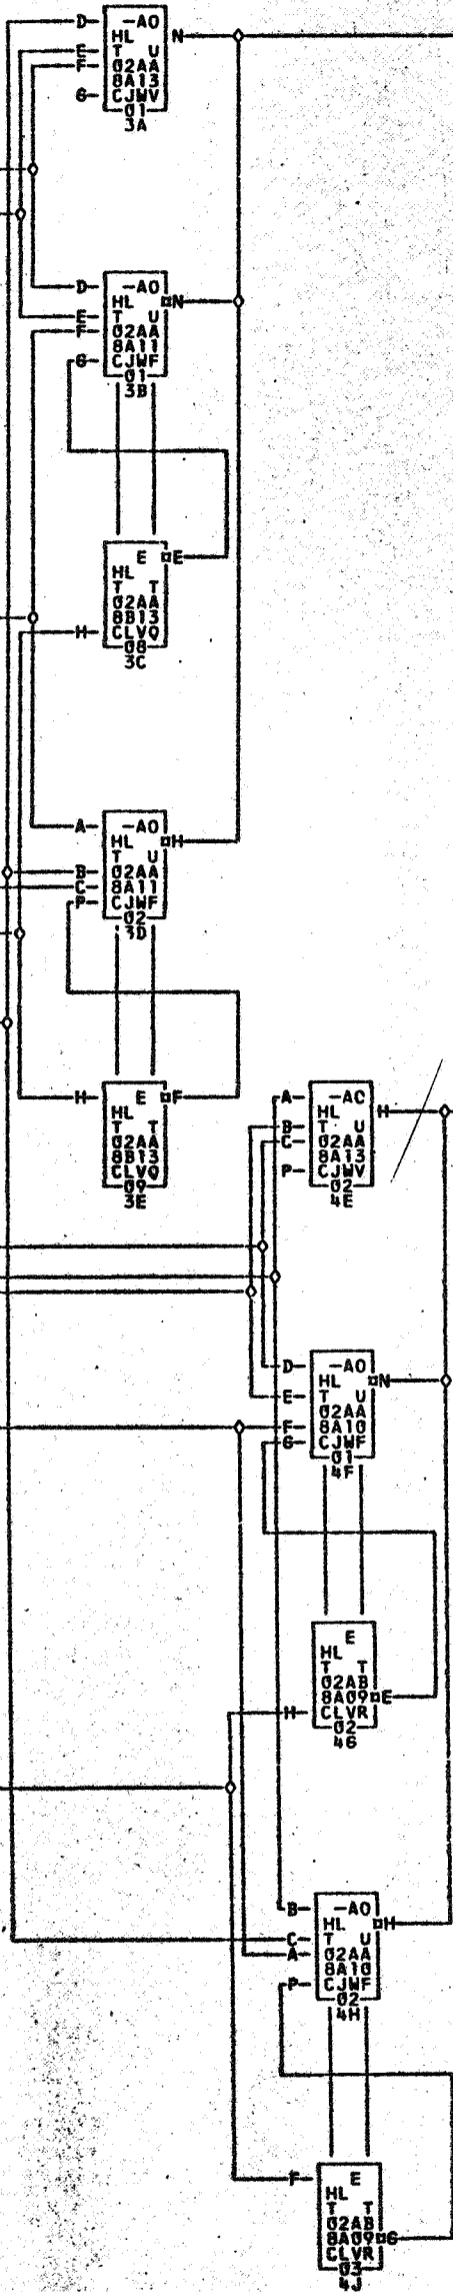 D -AO
HL N
E T U
F 02AA
8A13
G CJWV
01
3A
D -AO
HL N
E T U
F 02AA
8A11
G CJWF
01
3B
E E
HL
T T
02AA
8B13
H CLVQ
08
3C
A -AO
HL H
T U
B 02AA
C 8A11
P CJWF
02
3D
H E F
HL
T T
02AA
8B13
CLVQ
09
3E
A -AO
HL H
B T U
C 02AA
8A13
P CJWV
02
4E
D -AO
HL N
E T U
02AA
F 8A10
G CJWF
01
4F
E
HL
T T
02AB
8A09 E
H CLVR
02
4G
B -AO
HL H
C T U
A 02AA
8A10
P CJWF
02
4H
F E
HL
T T
02AB
8A09 G
CLVR
03
4J